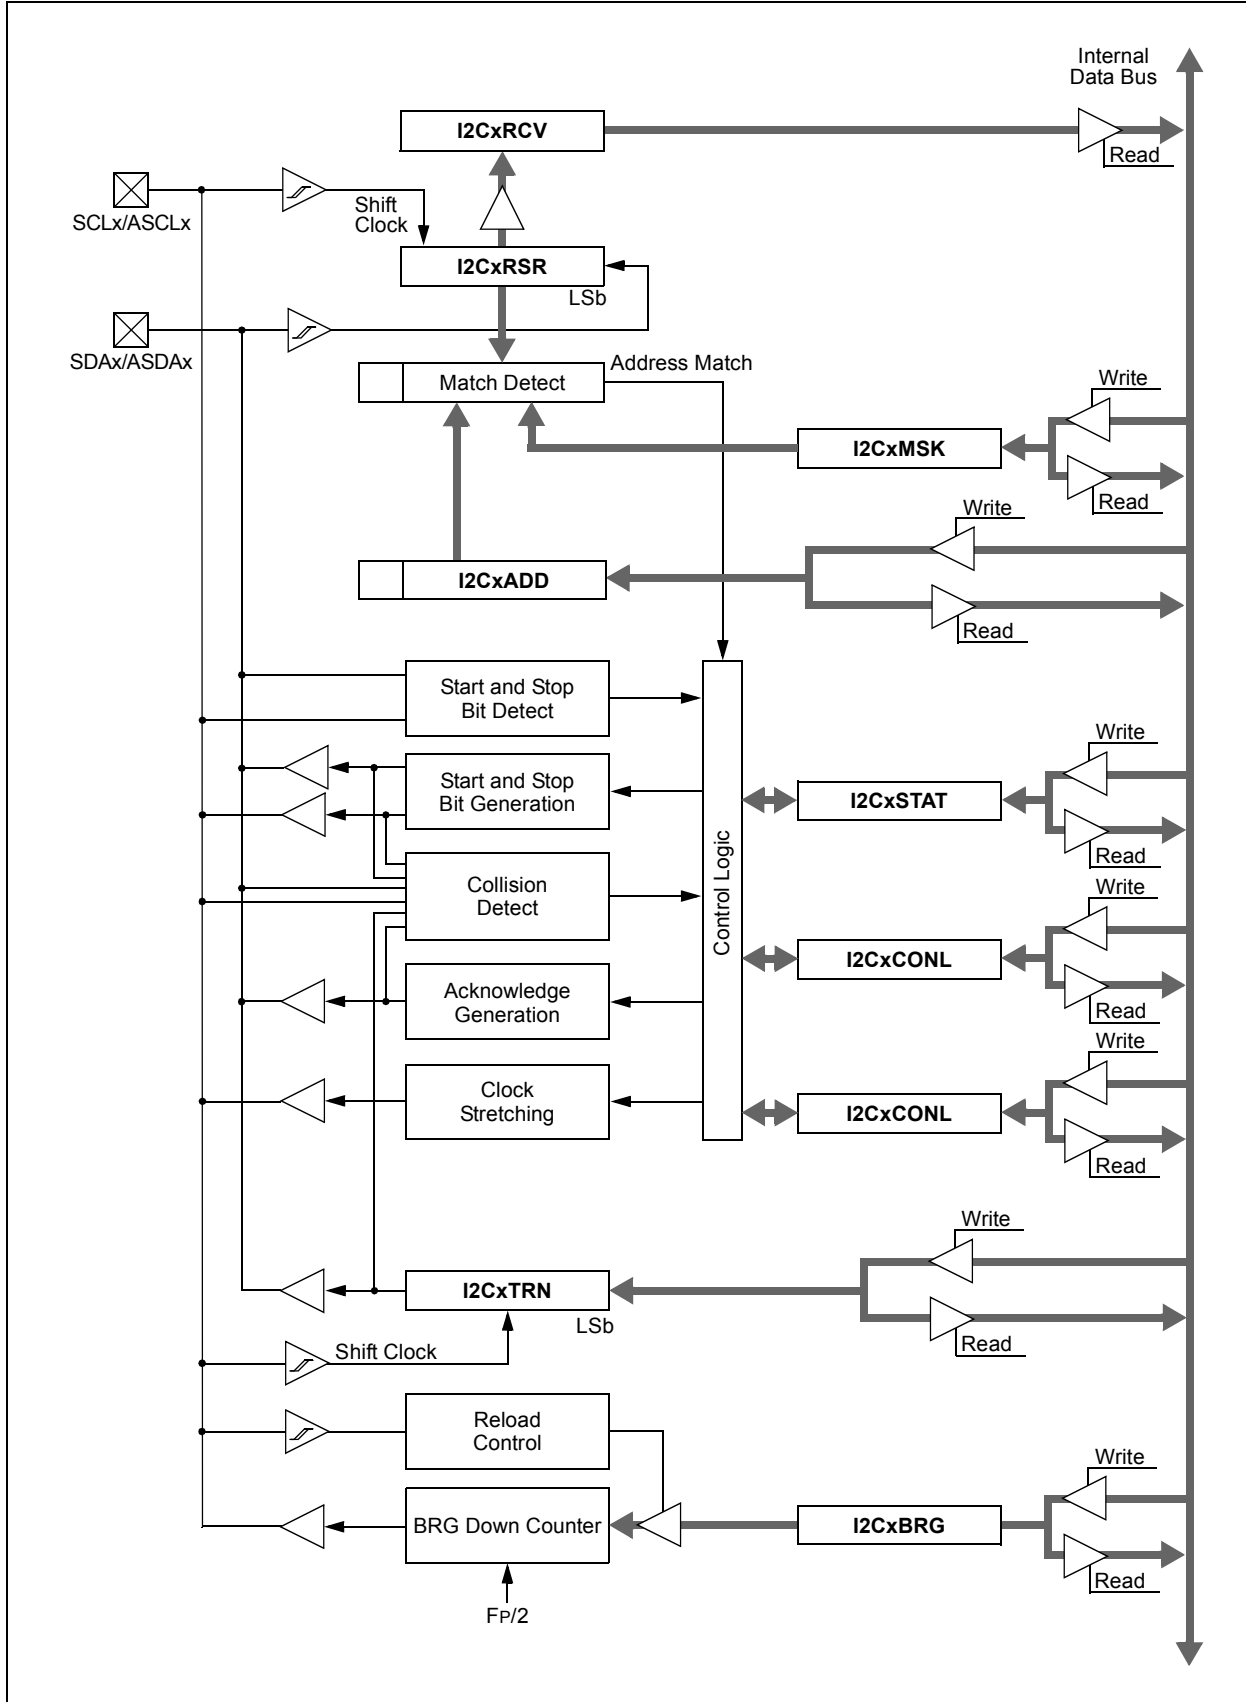 Internal
Data Bus
I2CxRCV
Read
SCLx/ASCLx
Shift
Clock
I2CxRSR
LSb
SDAx/ASDAx
Address Match
Match Detect
Write
I2CxMSK
Read
Write
I2CxADD
Read
Start and Stop
Bit Detect
Write
Start and Stop
Bit Generation
I2CxSTAT
Read
Control Logic
Collision
Detect
Write
I2CxCONL
Read
Acknowledge
Generation
Write
Clock
Stretching
I2CxCONL
Read
Write
I2CxTRN
LSb
Read
Shift Clock
Reload
Control
Write
BRG Down Counter
I2CxBRG
Read
FP/2